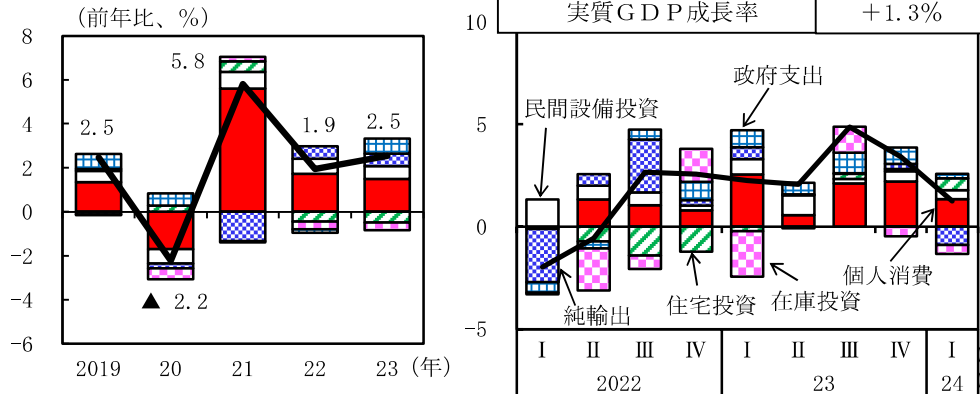 (前年比、%)
8
6
4
2
0
−2
−4
−6
2.5
5.8
1.9
2.5
▲ 2.2
2019 20 21 22 23 (年)
実質GDP成長率 +1.3%
10
5
0
−5
民間設備投資
政府支出
純輸出
住宅投資
在庫投資
個人消費
Ⅰ Ⅱ Ⅲ Ⅳ Ⅰ Ⅱ Ⅲ Ⅳ Ⅰ
2022 23 24